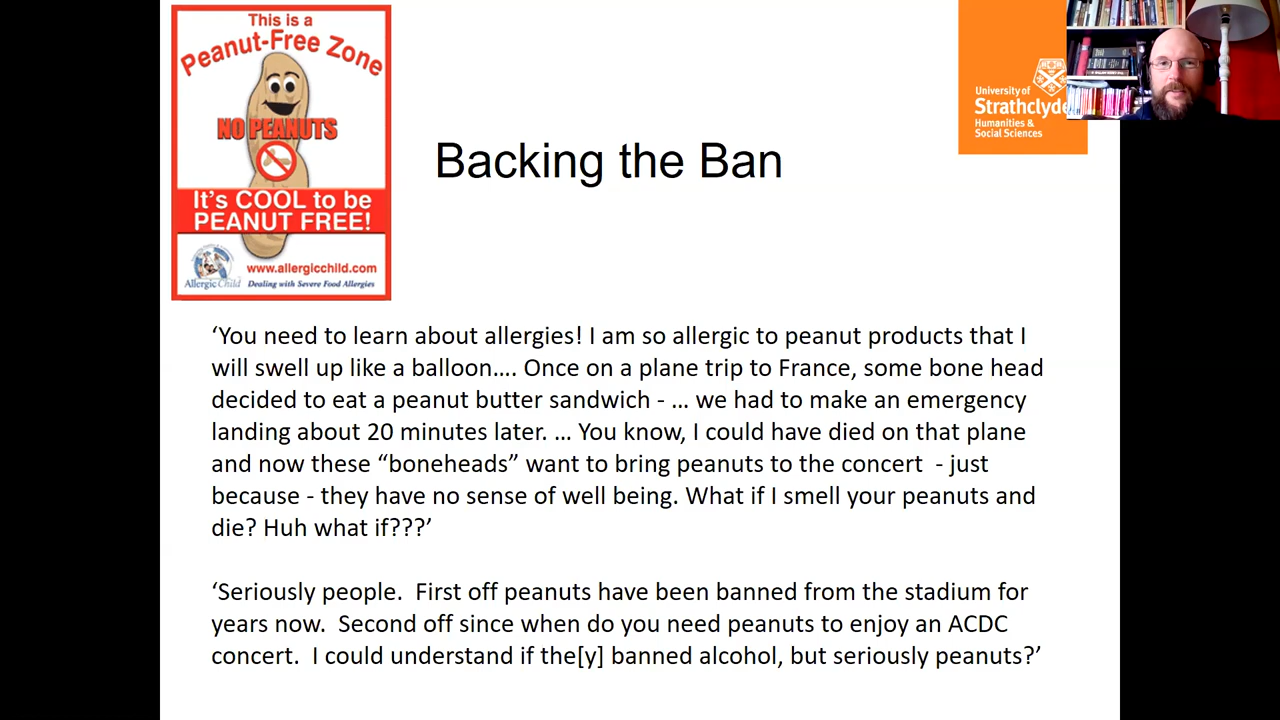 This is a
Peanut-Free Zone
NO PEANUTS
It's COOL to be
PEANUT FREE!
www.allergicchild.com
Allergic Child Dealing with Severe Food Allergies
University of
Strathclyde
Humanities &
Social Sciences
Backing the Ban
‘You need to learn about allergies! I am so allergic to peanut products that I
will swell up like a balloon…. Once on a plane trip to France, some bone head
decided to eat a peanut butter sandwich - … we had to make an emergency
landing about 20 minutes later. … You know, I could have died on that plane
and now these “boneheads” want to bring peanuts to the concert - just
because - they have no sense of well being. What if I smell your peanuts and
die? Huh what if???’
‘Seriously people. First off peanuts have been banned from the stadium for
years now. Second off since when do you need peanuts to enjoy an ACDC
concert. I could understand if the[y] banned alcohol, but seriously peanuts?’